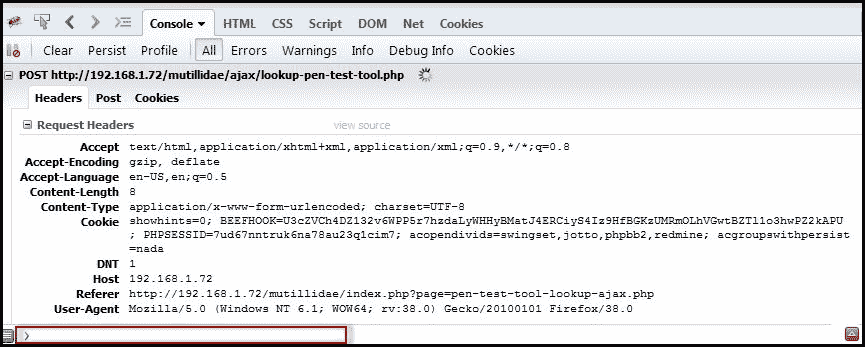 Console HTML CSS Script DOM Net Cookies
Clear Persist Profile All Errors Warnings Info Debug Info Cookies
POST http://192.168.1.72/mutillidae/ajax/lookup-pen-test-tool.php
Headers Post Cookies
Request Headers view source
Accept text/html,application/xhtml+xml,application/xml;q=0.9,*/*;q=0.8
Accept-Encoding gzip, deflate
Accept-Language en-US,en;q=0.5
Content-Length 8
Content-Type application/x-www-form-urlencoded; charset=UTF-8
Cookie showhints=0; BEEFHOOK=U3cZVCh4DZ132v6WPP5r7hzdaLyWHHyBMatJ4ERCiyS4Iz9HfBGKzUMRmOLhVGwtBZTl1o3hwPZ2kAPU
; PHPSESSID=7ud67nntruk6na78au23q1cim7; acopendivids=swingset,jotto,phpbb2,redmine; acgroupswithpersist
=nada
DNT 1
Host 192.168.1.72
Referer http://192.168.1.72/mutillidae/index.php?page=pen-test-tool-lookup-ajax.php
User-Agent Mozilla/5.0 (Windows NT 6.1; WOW64; rv:38.0) Gecko/20100101 Firefox/38.0